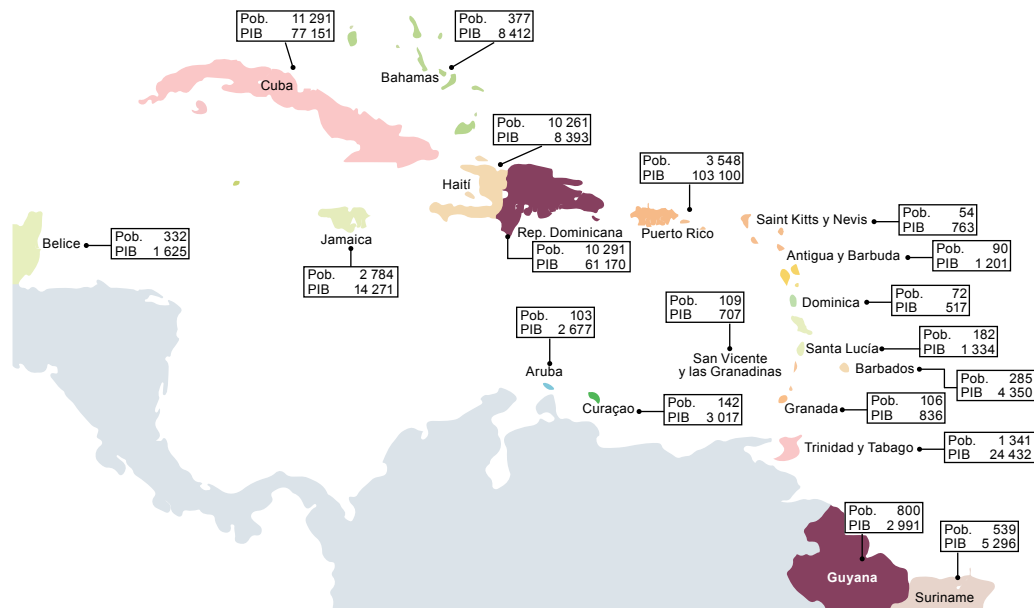 Pob. 11 291
PIB 77 151
Cuba
Pob. 377
PIB 8 412
Bahamas
Pob. 10 261
PIB 8 393
Haití
Pob. 3 548
PIB 103 100
Puerto Rico
Rep. Dominicana
Pob. 10 291
PIB 61 170
Saint Kitts y Nevis
Pob. 54
PIB 763
Belice
Pob. 332
PIB 1 625
Jamaica
Pob. 2 784
PIB 14 271
Antigua y Barbuda
Pob. 90
PIB 1 201
Dominica
Pob. 72
PIB 517
Pob. 103
PIB 2 677
Aruba
Pob. 109
PIB 707
San Vicente
y las Granadinas
Santa Lucía
Pob. 182
PIB 1 334
Barbados
Pob. 285
PIB 4 350
Curaçao
Pob. 142
PIB 3 017
Granada
Pob. 106
PIB 836
Trinidad y Tabago
Pob. 1 341
PIB 24 432
Pob. 800
PIB 2 991
Guyana
Pob. 539
PIB 5 296
Suriname